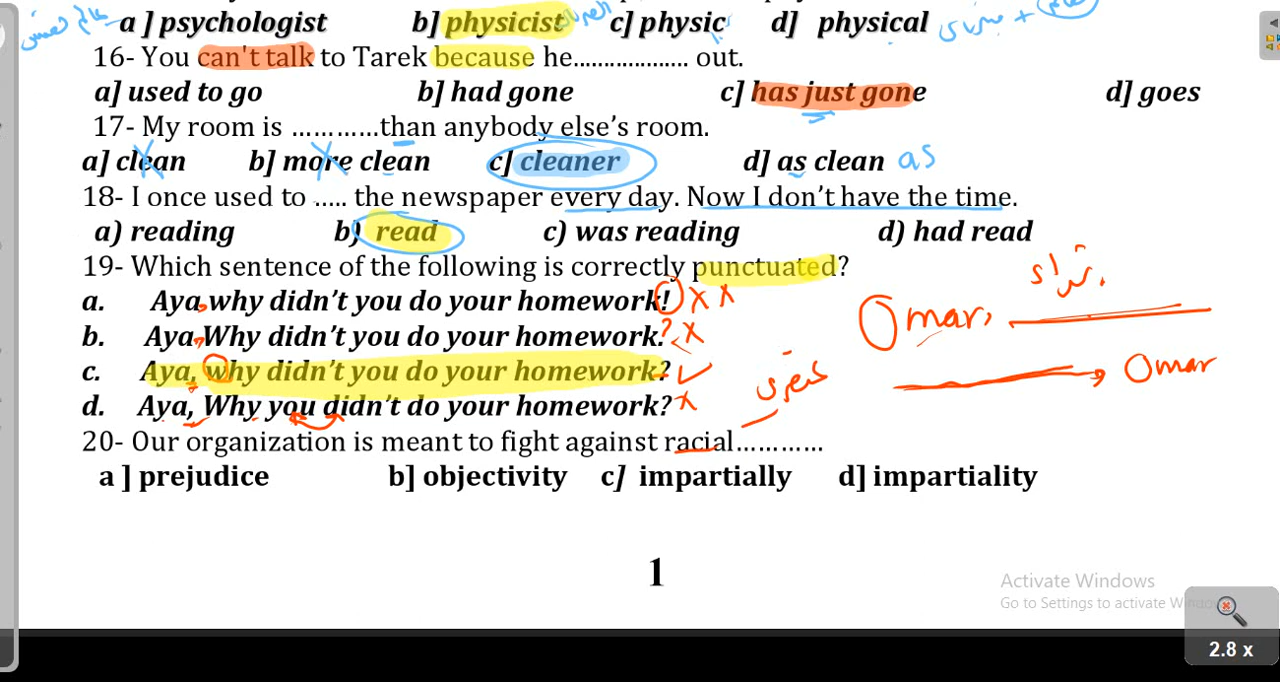 a ] psychologist b] physicist c] physic d] physical
16- You can't talk to Tarek because he................... out.
a] used to go b] had gone c] has just gone d] goes
17- My room is …………than anybody else’s room.
a] clean b] more clean c] cleaner d] as clean as
18- I once used to ..... the newspaper every day. Now I don’t have the time.
a) reading b) read c) was reading d) had read
19- Which sentence of the following is correctly punctuated?
a. Aya,why didn’t you do your homework!
b. Aya,Why didn’t you do your homework?
Omar,
c. Aya, why didn’t you do your homework?
Omar
d. Aya, Why you didn’t do your homework?
عنصرى
20- Our organization is meant to fight against racial…………
a ] prejudice b] objectivity c] impartially d] impartiality
1
Activate Windows
Go to Settings to activate
2.8 x